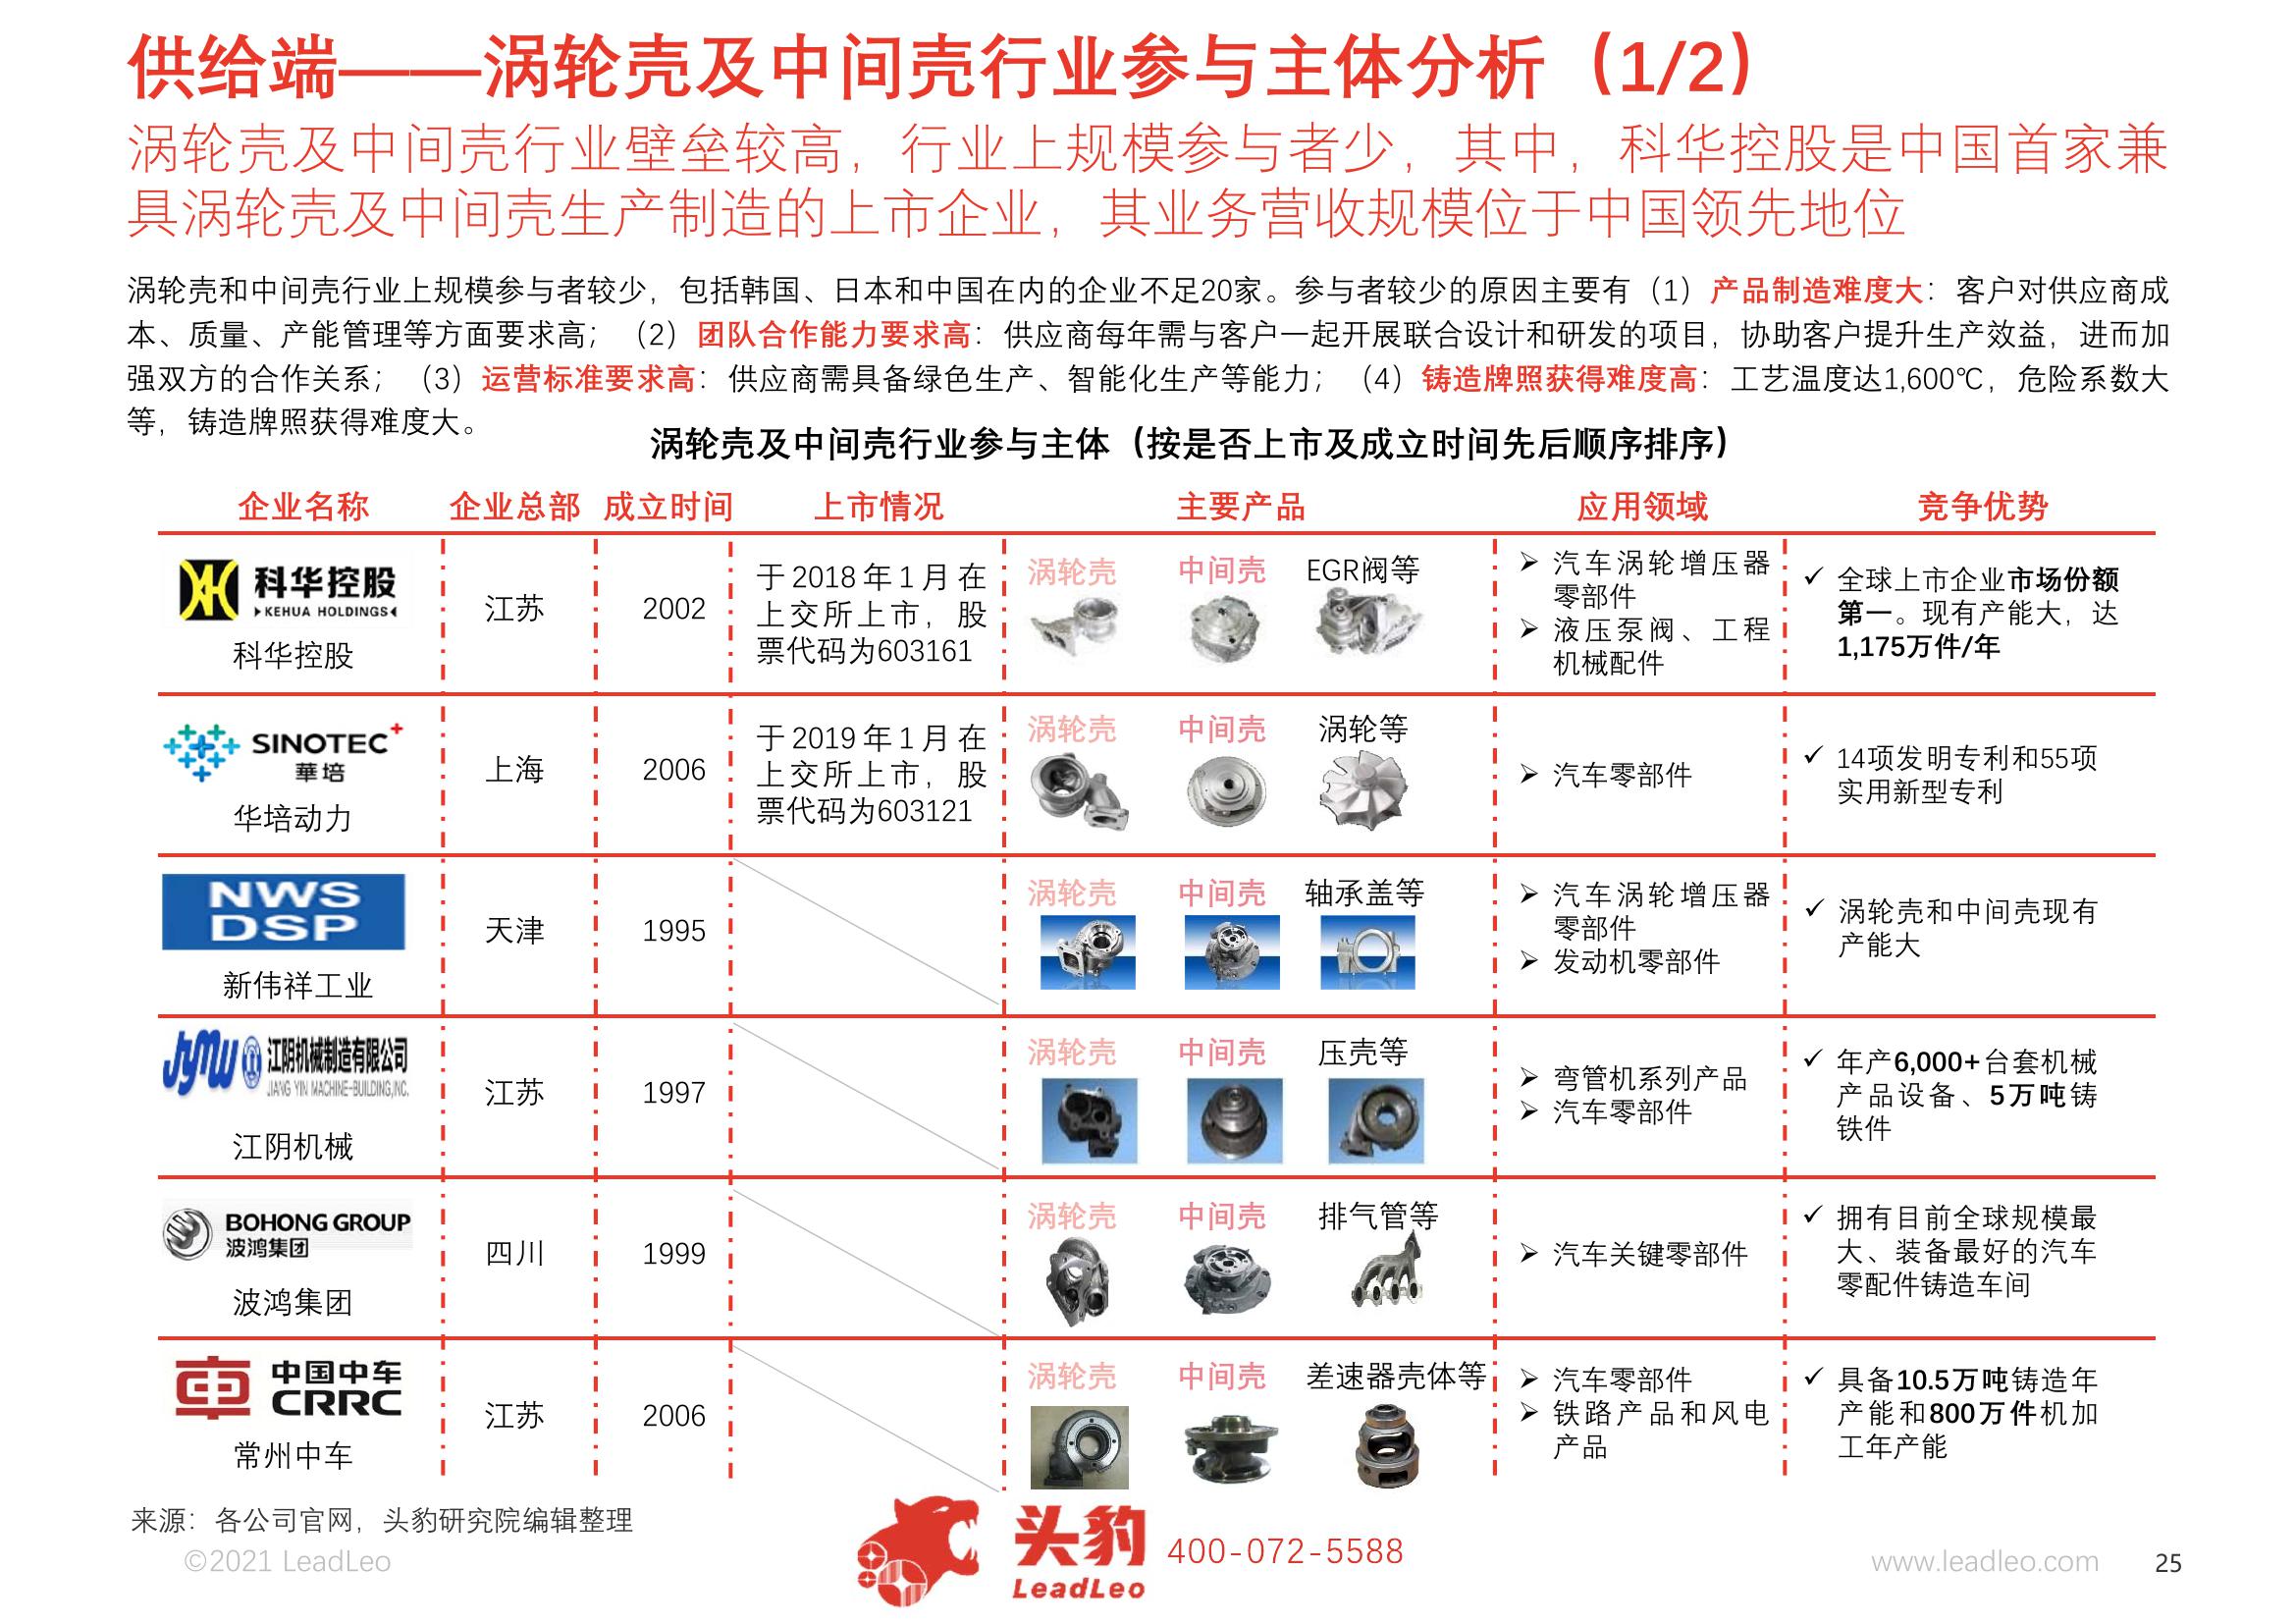 供给端——涡轮壳及中间壳行业参与主体分析（1/2）
涡轮壳及中间壳行业壁垒较高，行业上规模参与者少，其中，科华控股是中国首家兼
具涡轮壳及中间壳生产制造的上市企业，其业务营收规模位于中国领先地位
涡轮壳和中间壳行业上规模参与者较少，包括韩国、日本和中国在内的企业不足20家。参与者较少的原因主要有（1）产品制造难度大：客户对供应商成
本、质量、产能管理等方面要求高；（2）团队合作能力要求高：供应商每年需与客户一起开展联合设计和研发的项目，协助客户提升生产效益，进而加
强双方的合作关系；（3）运营标准要求高：供应商需具备绿色生产、智能化生产等能力；（4）铸造牌照获得难度高：工艺温度达1,600℃，危险系数大
等，铸造牌照获得难度大。
涡轮壳及中间壳行业参与主体（按是否上市及成立时间先后顺序排序）
企业名称 企业总部 成立时间 上市情况 主要产品 应用领域 竞争优势
科华控股
KEHUA HOLDINGS
科华控股
江苏
2002
于2018年1月在
上交所上市，股
票代码为603161
涡轮壳 中间壳 EGR阀等
➢ 汽车涡轮增压器
零部件
➢ 液压泵阀、工程
机械配件
✓ 全球上市企业市场份额
第一。现有产能大，达
1,175万件/年
SINOTEC+
華培
华培动力
上海
2006
于2019年1月在
上交所上市，股
票代码为603121
涡轮壳 中间壳 涡轮等
➢ 汽车零部件
✓ 14项发明专利和55项
实用新型专利
NWS
DSP
新伟祥工业
天津
1995
涡轮壳 中间壳 轴承盖等
➢ 汽车涡轮增压器
零部件
➢ 发动机零部件
✓ 涡轮壳和中间壳现有
产能大
JYMW 江阴机械制造有限公司
JIANG YIN MACHINE-BUILDING,INC.
江阴机械
江苏
1997
涡轮壳 中间壳 压壳等
➢ 弯管机系列产品
➢ 汽车零部件
✓ 年产6,000+台套机械
产品设备、5万吨铸
铁件
BOHONG GROUP
波鸿集团
波鸿集团
四川
1999
涡轮壳 中间壳 排气管等
➢ 汽车关键零部件
✓ 拥有目前全球规模最
大、装备最好的汽车
零配件铸造车间
中国中车
CRRC
常州中车
江苏
2006
涡轮壳 中间壳 差速器壳体等
➢ 汽车零部件
➢ 铁路产品和风电
产品
✓ 具备10.5万吨铸造年
产能和800万件机加
工年产能
来源：各公司官网，头豹研究院编辑整理
©2021 LeadLeo
头豹
LeadLeo
400-072-5588
www.leadleo.com
25